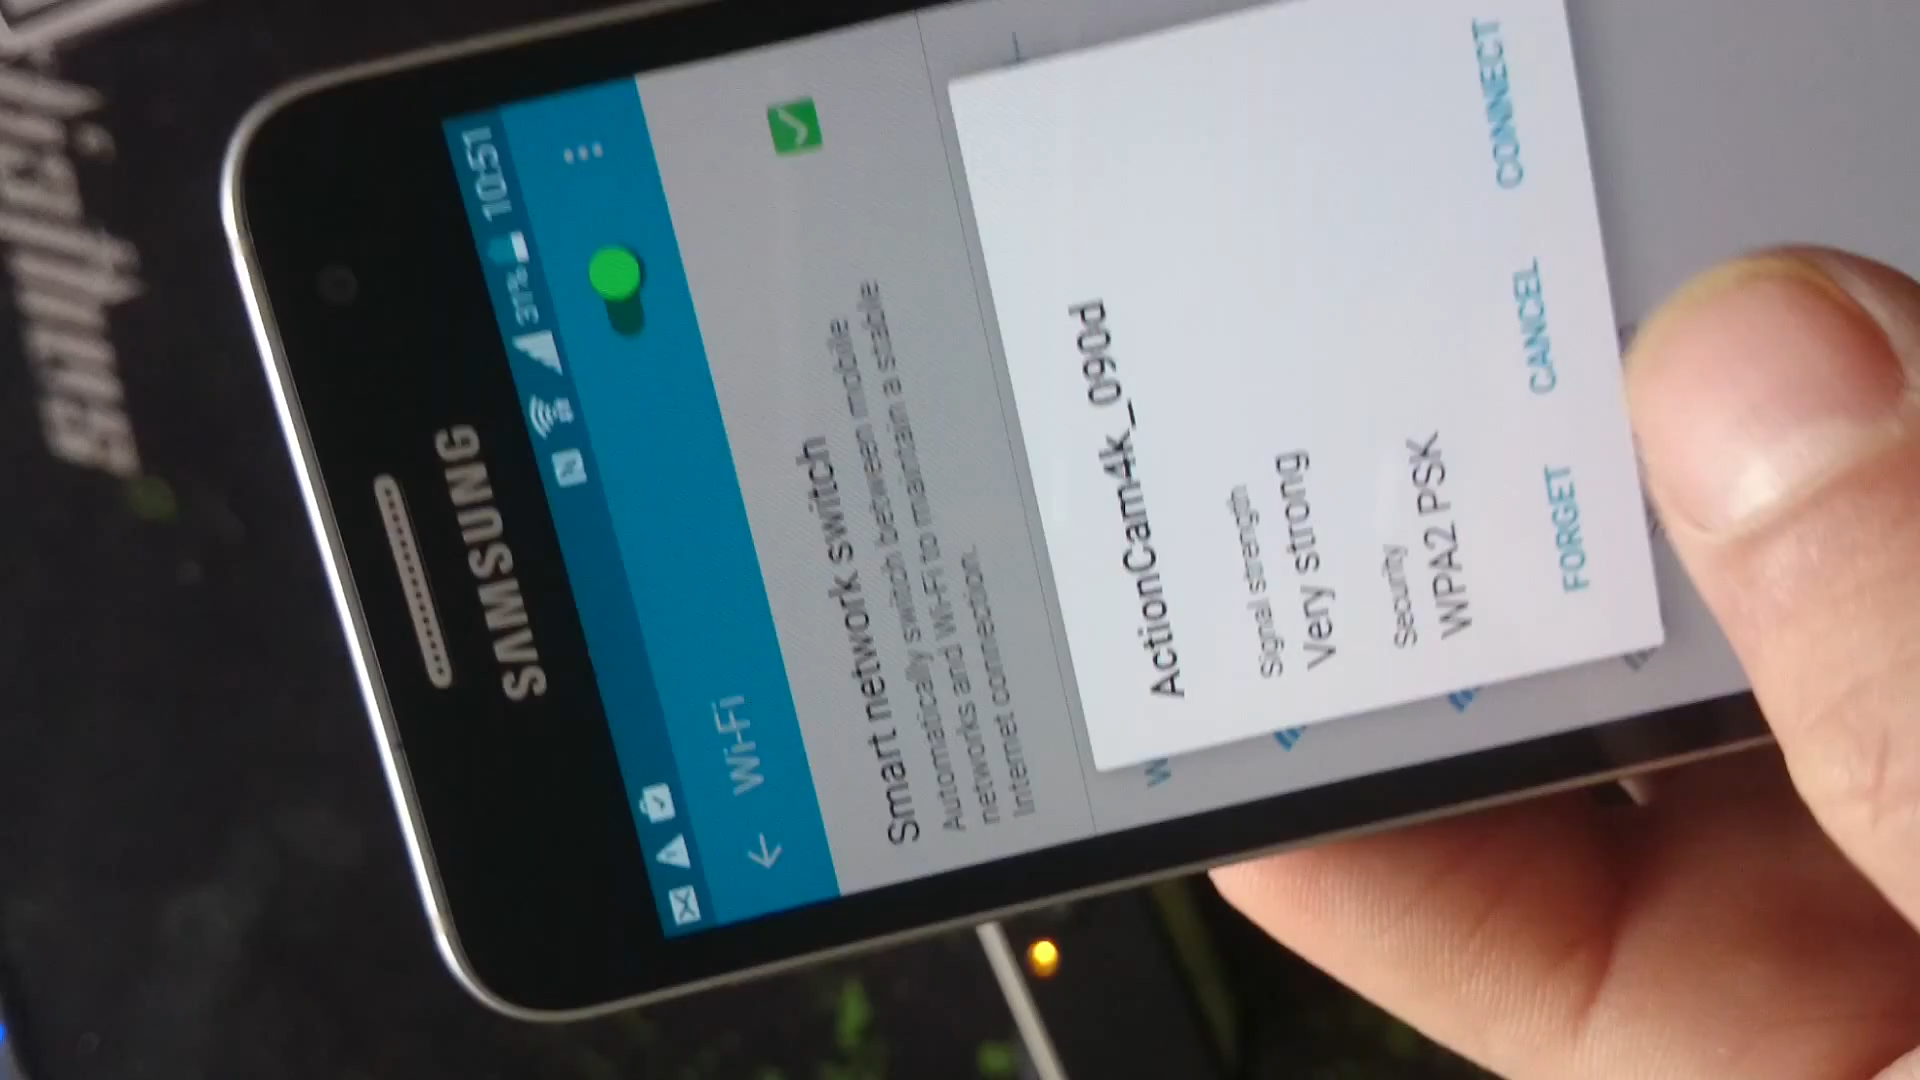 SAMSUNG
31% 10:51
Wi-Fi
Smart network switch
Automatically switch between mobile
networks and Wi-Fi to maintain a stable
Internet connection.
ActionCam4k_090d
Signal strength
Very strong
Security
WPA2 PSK
FORGET CANCEL CONNECT